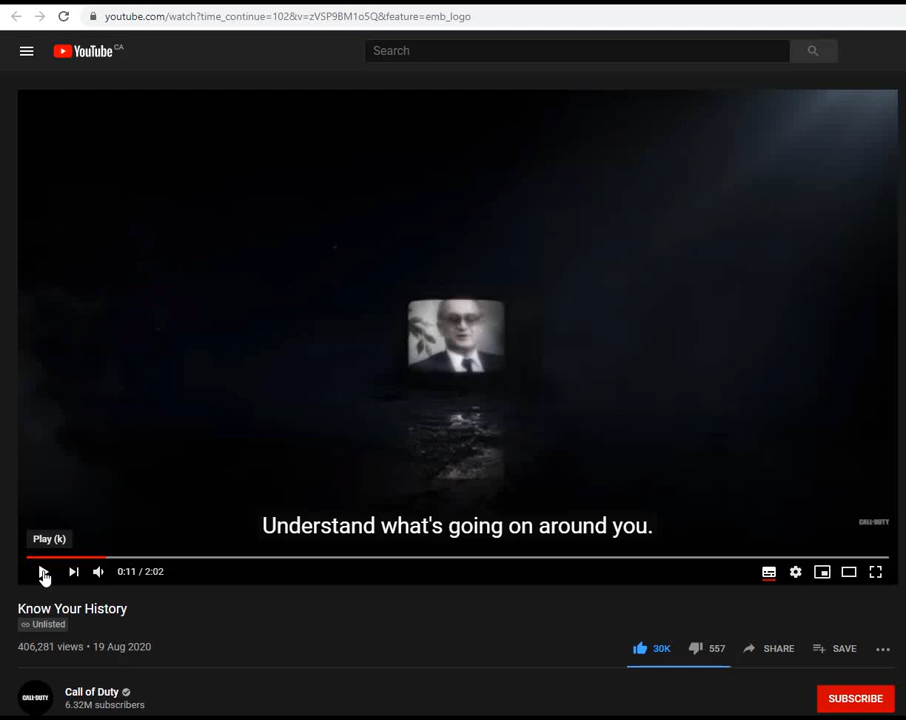 youtube.com/watch?time_continue=102&v=zVSP9BM1o5Q&feature=emb_logo
YouTube CA
Search
Understand what's going on around you.
CALL·DUTY
Play (k)
0:11 / 2:02
Know Your History
Unlisted
406,281 views • 19 Aug 2020
30K 557 SHARE SAVE
CALL·DUTY
Call of Duty
6.32M subscribers
SUBSCRIBE